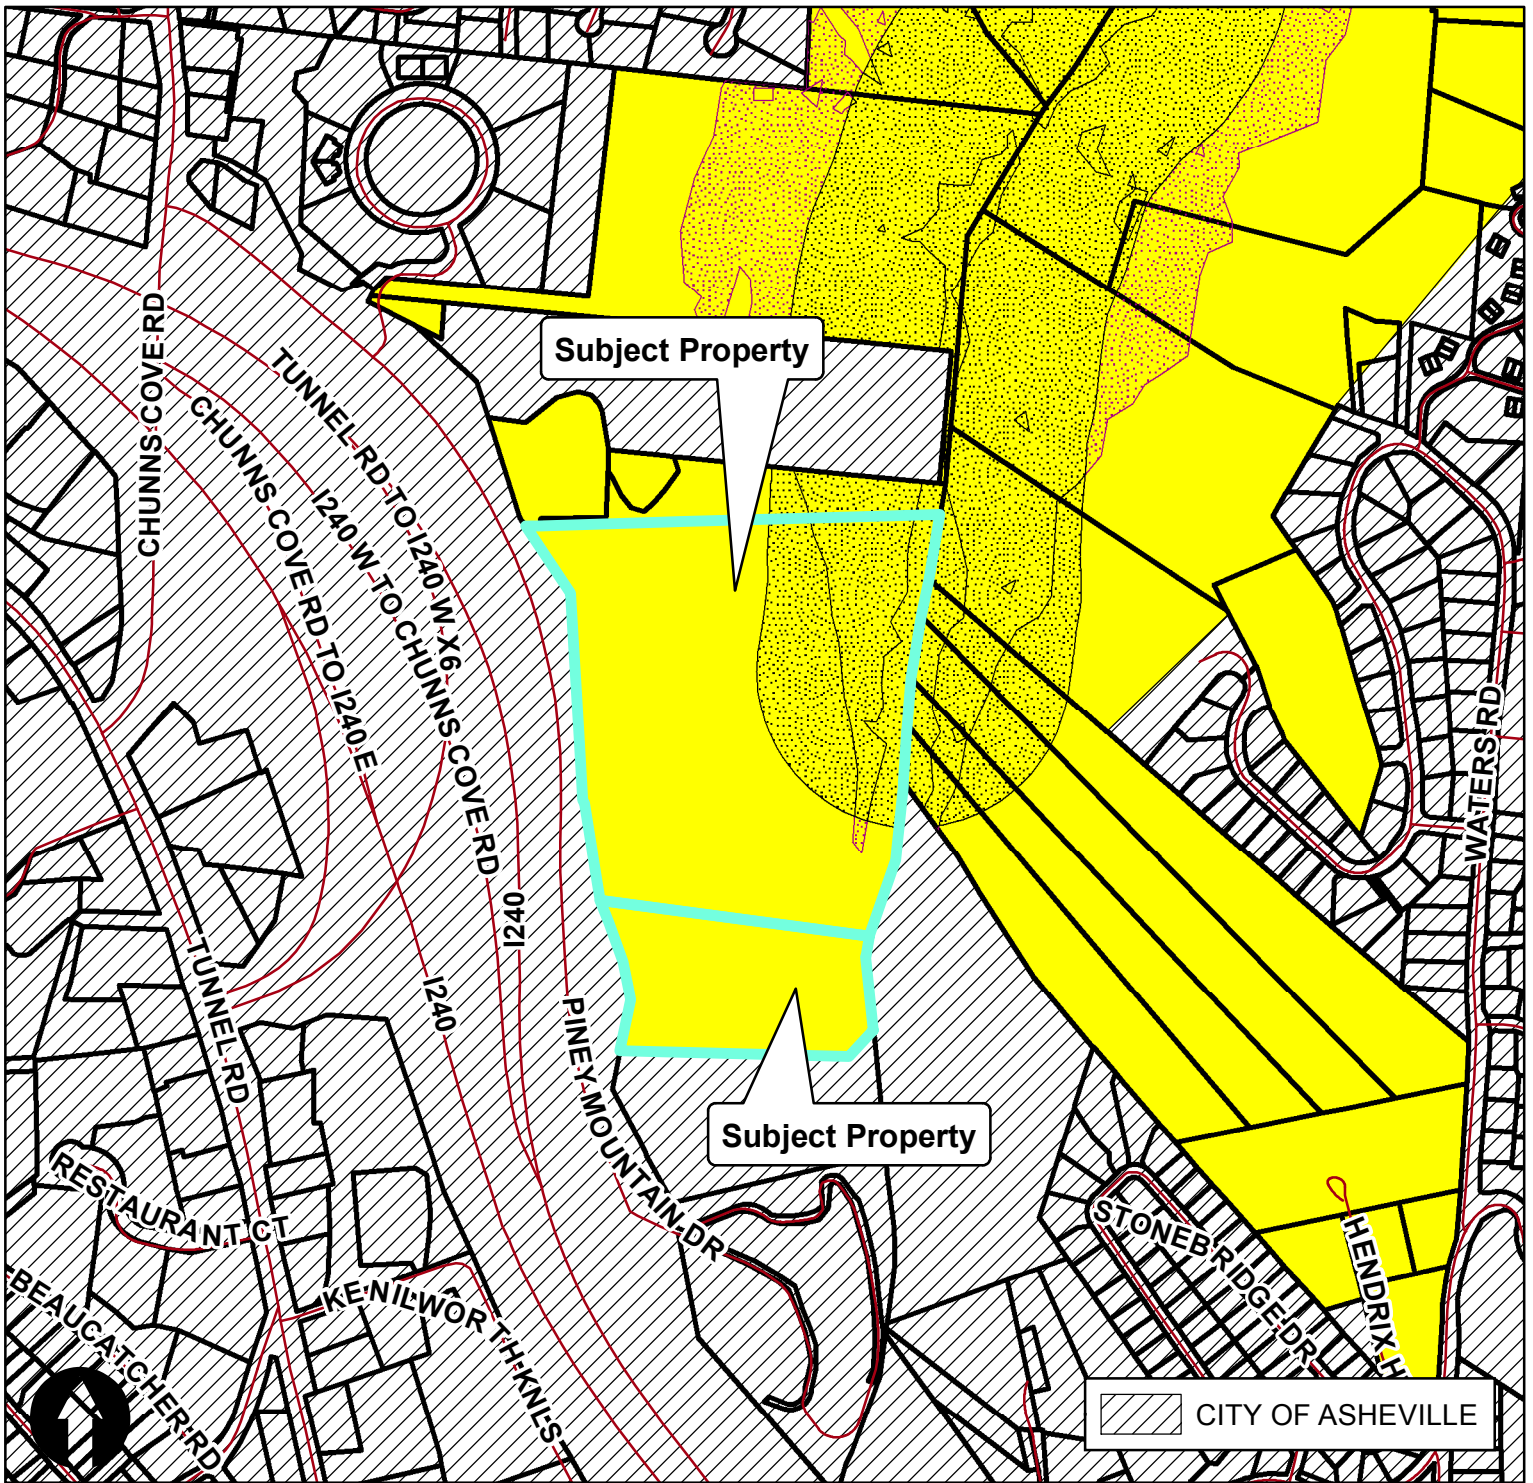 Subject Property
CHUNNS COVE RD
TUNNEL RD TO I240 W X6
I240 W TO CHUNNS COVE RD
CHUNNS COVE RD TO I240 E
I240
I240
TUNNEL RD
PINEY MOUNTAIN DR
WATERS RD
Subject Property
RESTAURANT CT
KENILWORTH KNLS
BEAUCATCHER RD
STONEBRIDGE DR
HENDRIX H
CITY OF ASHEVILLE